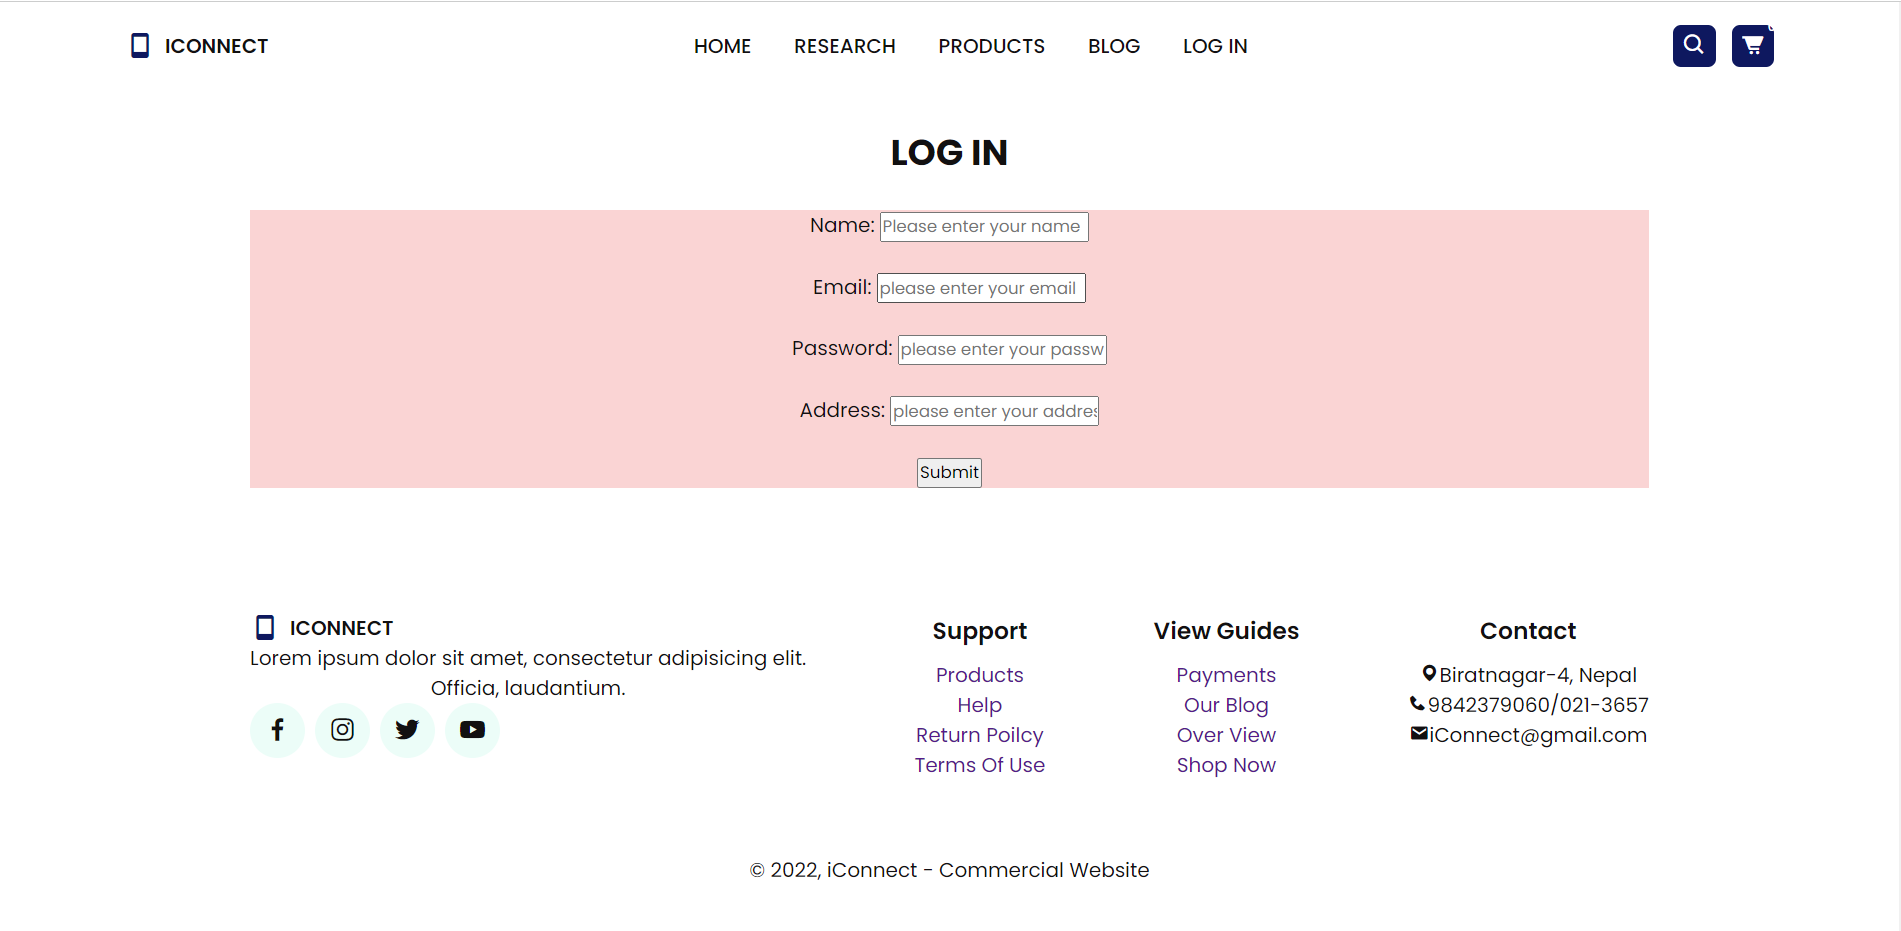 ICONNECT
HOME RESEARCH PRODUCTS BLOG LOG IN
LOG IN
Name: Please enter your name
Email: please enter your email
Password: please enter your passw
Address: please enter your addres
Submit
ICONNECT
Lorem ipsum dolor sit amet, consectetur adipisicing elit.
Officia, laudantium.
Support
Products
Help
Return Poilcy
Terms Of Use
View Guides
Payments
Our Blog
Over View
Shop Now
Contact
Biratnagar-4, Nepal
9842379060/021-3657
iConnect@gmail.com
© 2022, iConnect - Commercial Website